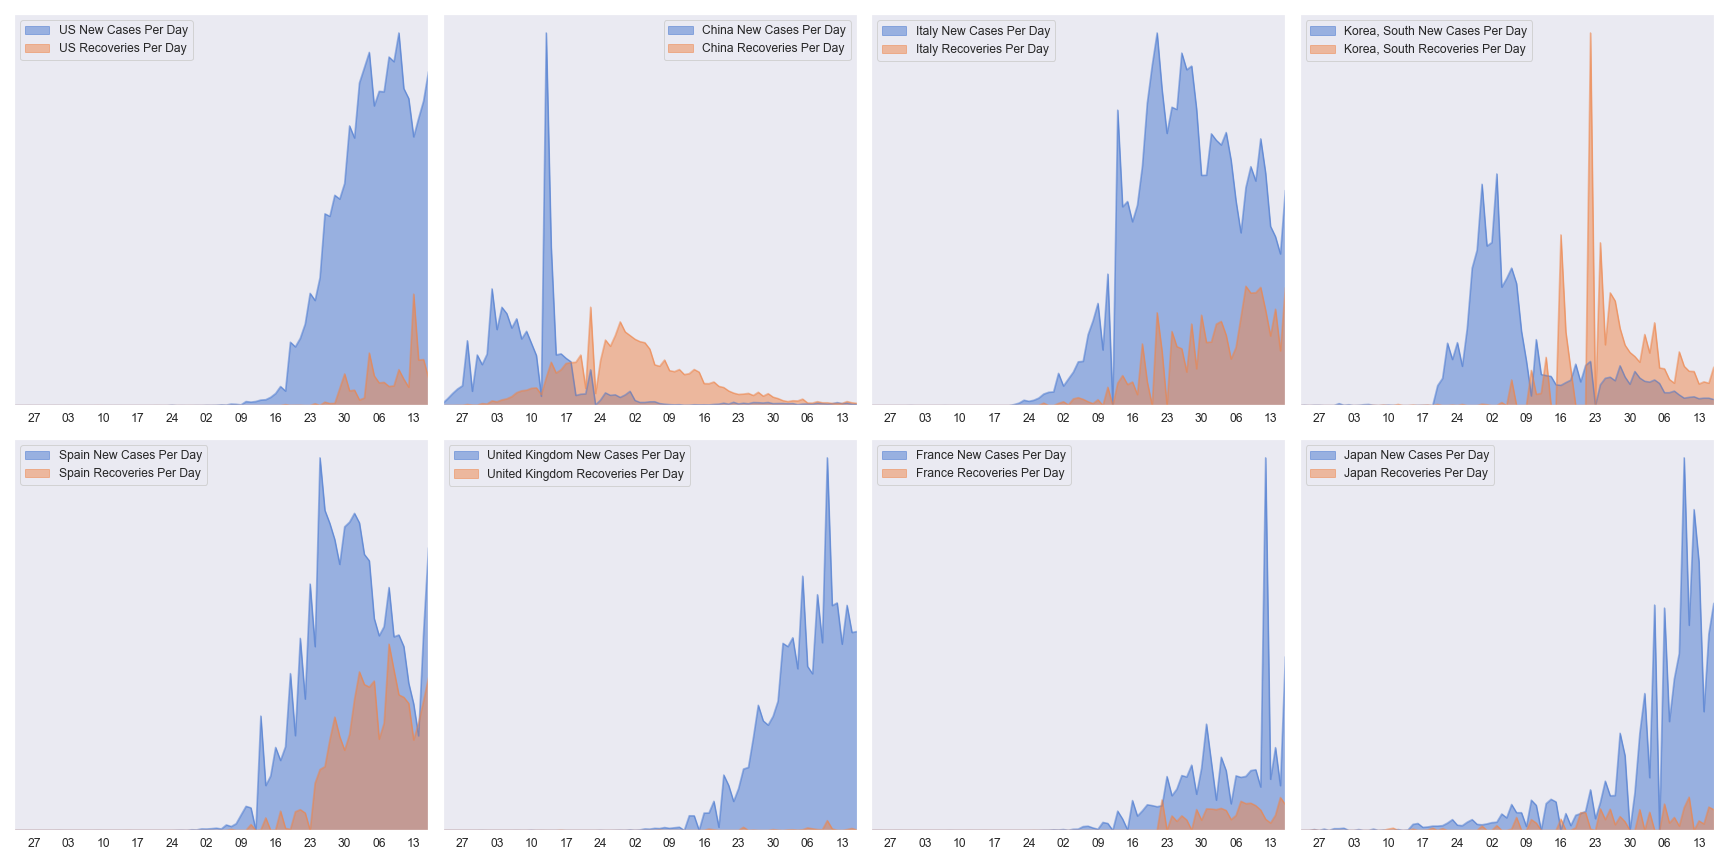 US New Cases Per Day
US Recoveries Per Day
China New Cases Per Day
China Recoveries Per Day
Italy New Cases Per Day
Italy Recoveries Per Day
Korea, South New Cases Per Day
Korea, South Recoveries Per Day
27 03 10 17 24 02 09 16 23 30 06 13
27 03 10 17 24 02 09 16 23 30 06 13
27 03 10 17 24 02 09 16 23 30 06 13
27 03 10 17 24 02 09 16 23 30 06 13
Spain New Cases Per Day
Spain Recoveries Per Day
United Kingdom New Cases Per Day
United Kingdom Recoveries Per Day
France New Cases Per Day
France Recoveries Per Day
Japan New Cases Per Day
Japan Recoveries Per Day
27 03 10 17 24 02 09 16 23 30 06 13
27 03 10 17 24 02 09 16 23 30 06 13
27 03 10 17 24 02 09 16 23 30 06 13
27 03 10 17 24 02 09 16 23 30 06 13